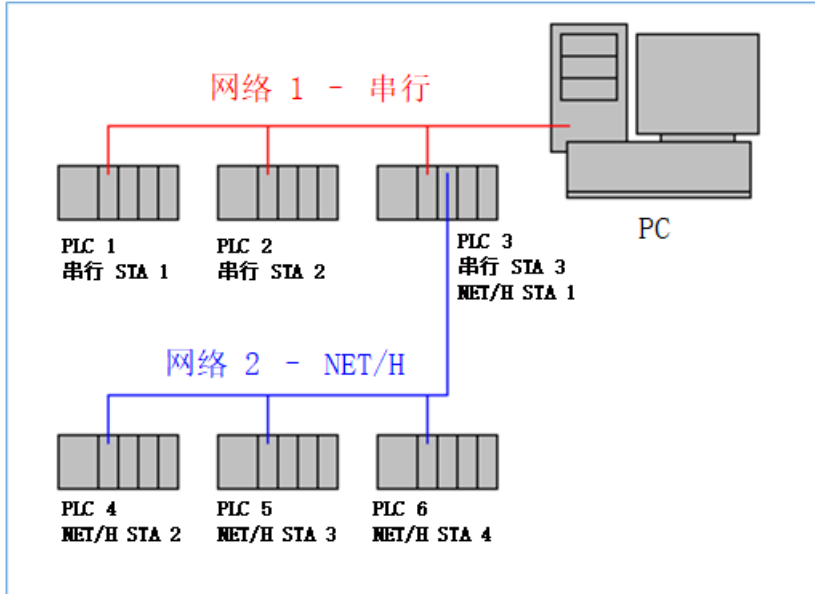 网络 1 - 串行
PLC 1
串行 STA 1
PLC 2
串行 STA 2
PLC 3
串行 STA 3
NET/H STA 1
PC
网络 2 - NET/H
PLC 4
NET/H STA 2
PLC 5
NET/H STA 3
PLC 6
NET/H STA 4